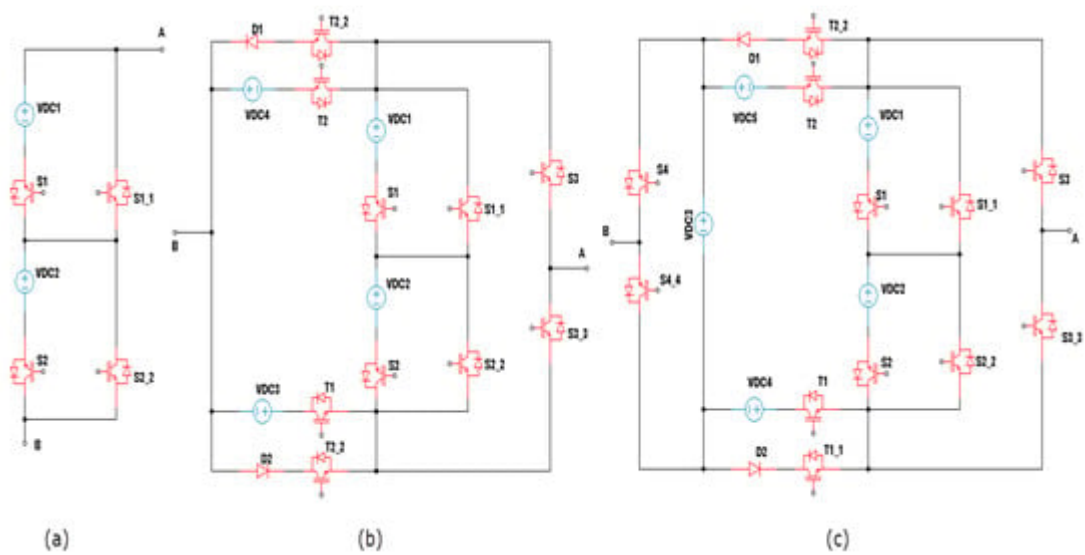 A
VDC1
S1
S1_1
VDC2
S2
S2_2
B
(a)
T2_2
D1
VDC4
T2
VDC1
S1
S1_1
S3
B
A
VDC2
S3_3
S2
S2_2
VDC3
T1
D2
T2_2
(b)
T2_2
D1
VDC5
T2
VDC1
S4
S3
S1
S1_1
VDC3
B
A
S4_4
VDC2
S3_3
S2
S2_2
VDC4
T1
D2
T1_1
(c)